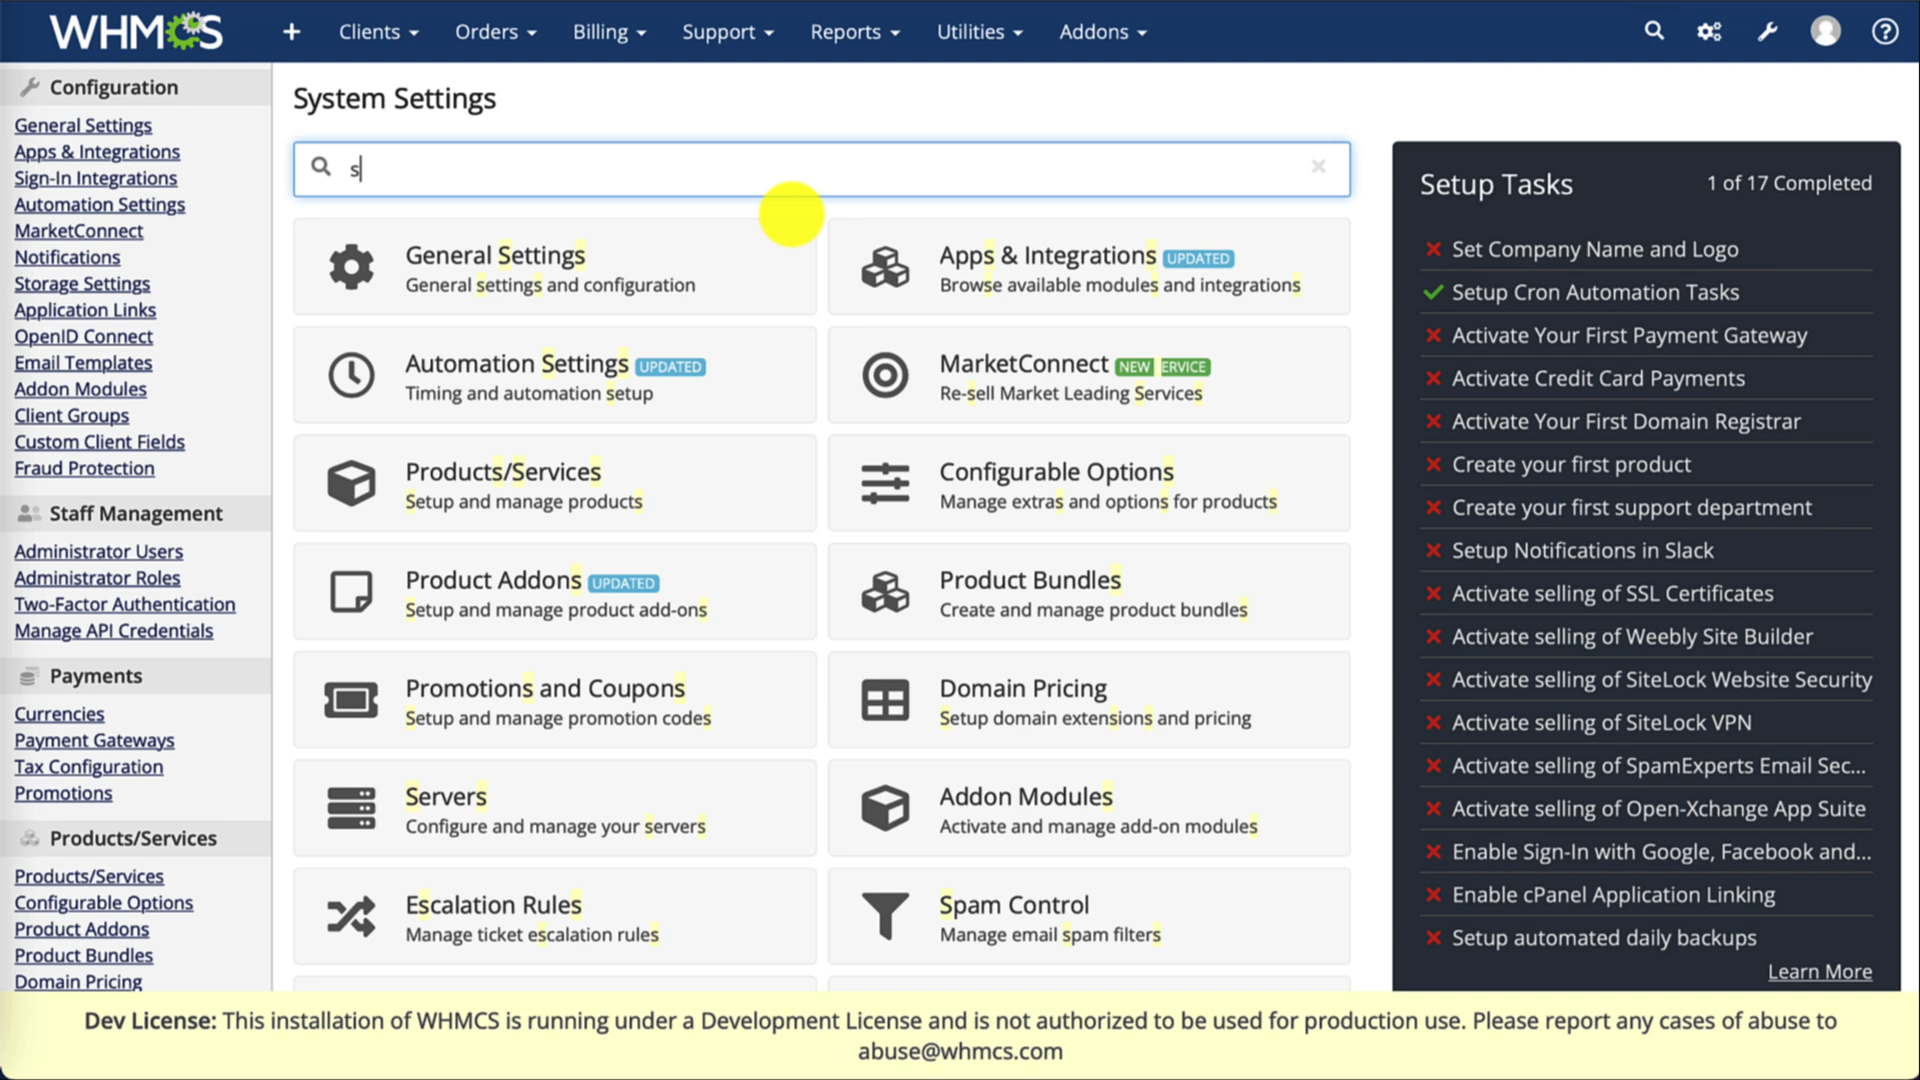 WHMCS
Clients
Orders
Billing
Support
Reports
Utilities
Addons
Configuration
General Settings
Apps & Integrations
Sign-In Integrations
Automation Settings
MarketConnect
Notifications
Storage Settings
Application Links
OpenID Connect
Email Templates
Addon Modules
Client Groups
Custom Client Fields
Fraud Protection
Staff Management
Administrator Users
Administrator Roles
Two-Factor Authentication
Manage API Credentials
Payments
Currencies
Payment Gateways
Tax Configuration
Promotions
Products/Services
Products/Services
Configurable Options
Product Addons
Product Bundles
Domain Pricing
System Settings
s
General Settings
General settings and configuration
Apps & Integrations UPDATED
Browse available modules and integrations
Automation Settings UPDATED
Timing and automation setup
MarketConnect NEW SERVICE
Re-sell Market Leading Services
Products/Services
Setup and manage products
Configurable Options
Manage extras and options for products
Product Addons UPDATED
Setup and manage product add-ons
Product Bundles
Create and manage product bundles
Promotions and Coupons
Setup and manage promotion codes
Domain Pricing
Setup domain extensions and pricing
Servers
Configure and manage your servers
Addon Modules
Activate and manage add-on modules
Escalation Rules
Manage ticket escalation rules
Spam Control
Manage email spam filters
Setup Tasks
1 of 17 Completed
Set Company Name and Logo
Setup Cron Automation Tasks
Activate Your First Payment Gateway
Activate Credit Card Payments
Activate Your First Domain Registrar
Create your first product
Create your first support department
Setup Notifications in Slack
Activate selling of SSL Certificates
Activate selling of Weebly Site Builder
Activate selling of SiteLock Website Security
Activate selling of SiteLock VPN
Activate selling of SpamExperts Email Sec...
Activate selling of Open-Xchange App Suite
Enable Sign-In with Google, Facebook and...
Enable cPanel Application Linking
Setup automated daily backups
Learn More
Dev License: This installation of WHMCS is running under a Development License and is not authorized to be used for production use. Please report any cases of abuse to
abuse@whmcs.com